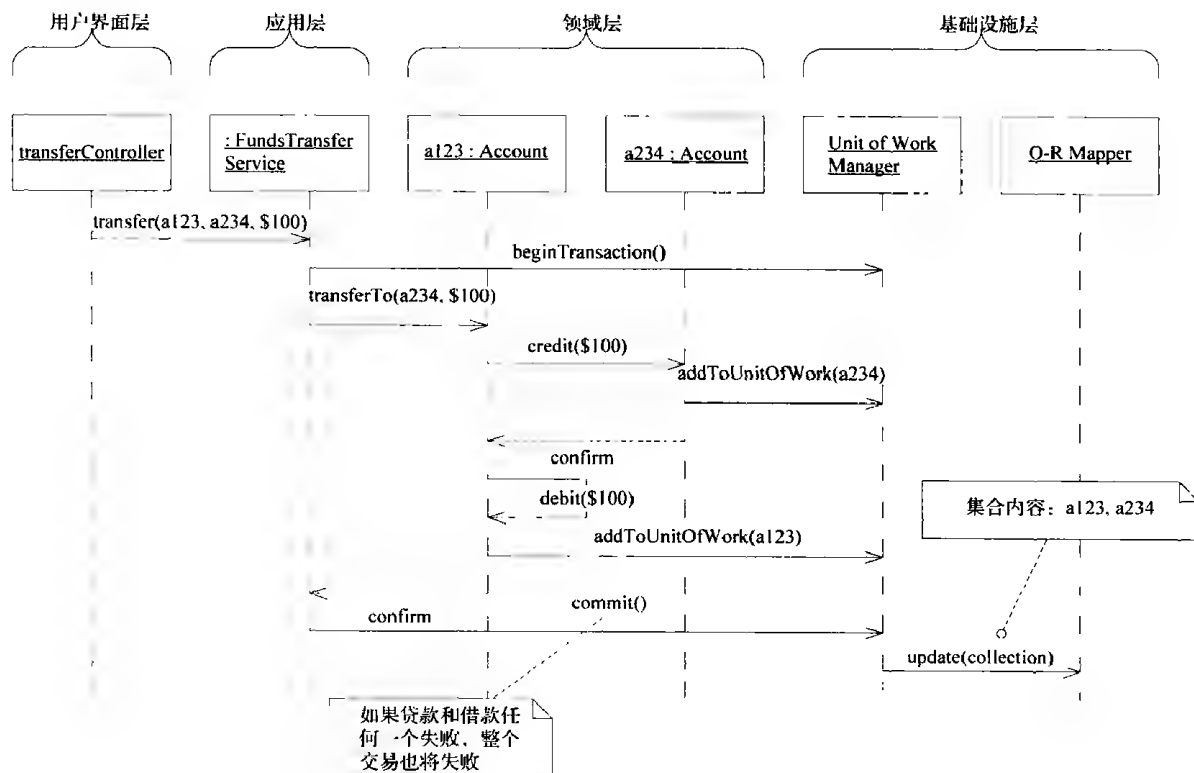 用户界面层
应用层
领域层
基础设施层
transferController
: FundsTransfer
Service
a123 : Account
a234 : Account
Unit of Work
Manager
O-R Mapper
transfer(a123, a234, $100)
beginTransaction()
transferTo(a234, $100)
credit($100)
addToUnitOfWork(a234)
confirm
debit($100)
集合内容：a123, a234
addToUnitOfWork(a123)
confirm
commit()
update(collection)
如果贷款和借款任
何一个失败，整个
交易也将失败